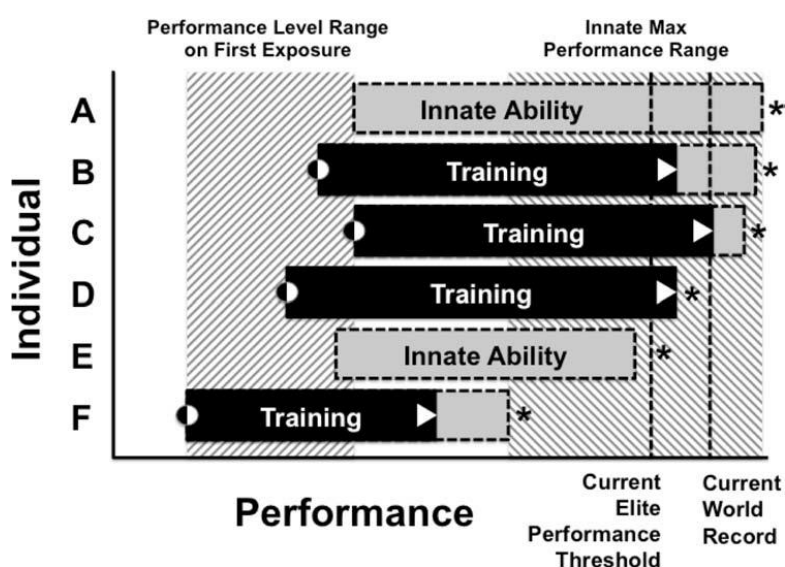 Performance Level Range
on First Exposure
Innate Max
Performance Range
Individual
A
Innate Ability
*
B
Training
*
C
Training
*
D
Training
*
E
Innate Ability
*
F
Training
*
Performance
Current
Elite
Performance
Threshold
Current
World
Record